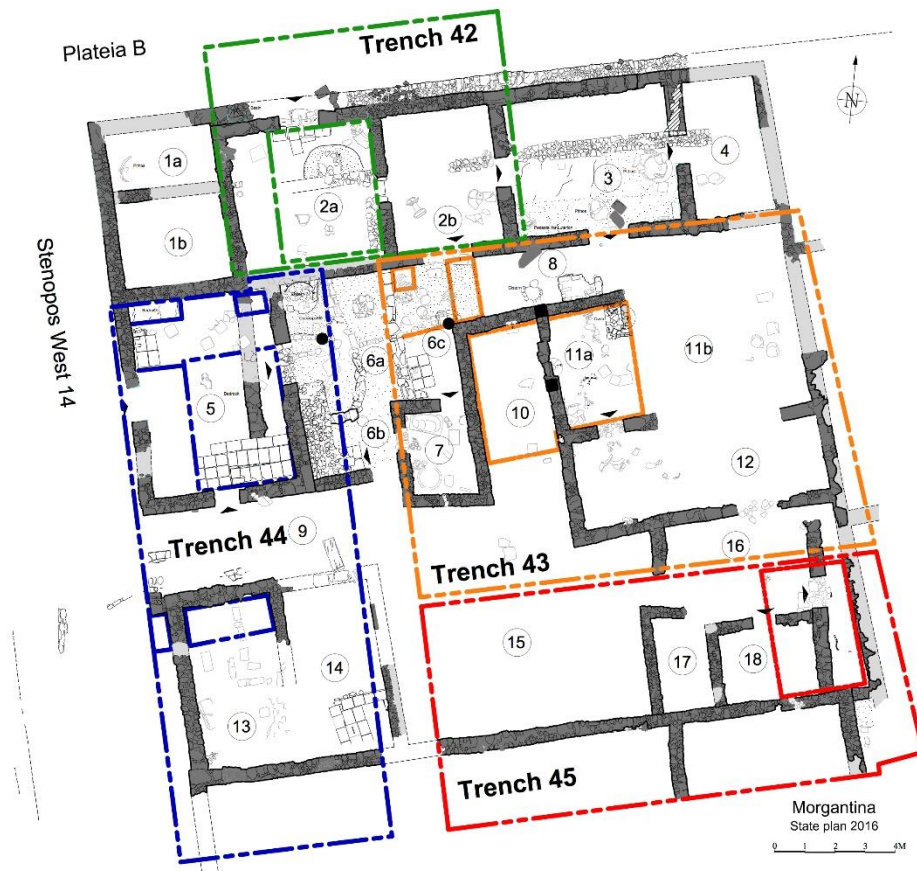 Plateia B
Trench 42
N
1a
4
3
2a
2b
1b
Pithos
8
Stenopos West 14
6c
11b
6a
11a
5
10
6b
7
12
9
16
Trench 44
Trench 43
15
14
17
18
13
Trench 45
Morgantina
State plan 2016
0 1 2 3 4M